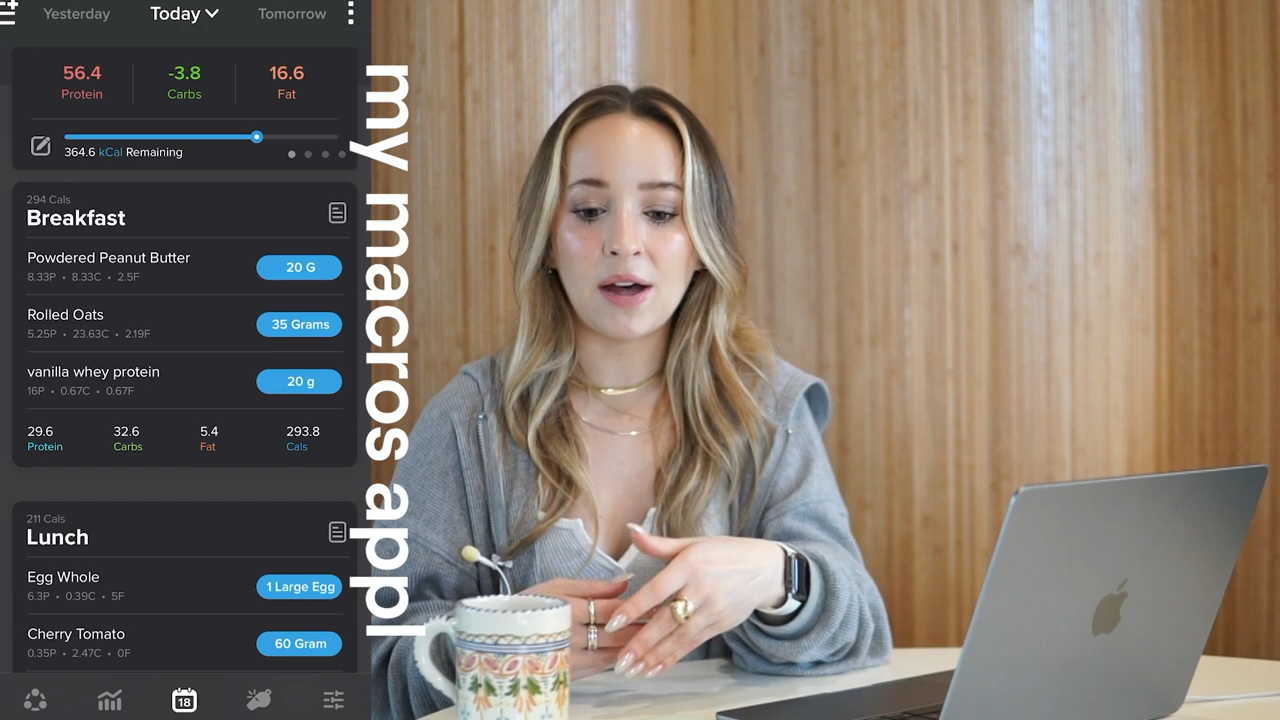 Yesterday
Today
Tomorrow
56.4
Protein
-3.8
Carbs
16.6
Fat
364.6 kCal Remaining
294 Cals
Breakfast
Powdered Peanut Butter
8.33P • 8.33C • 2.5F
20 G
Rolled Oats
5.25P • 23.63C • 2.19F
35 Grams
vanilla whey protein
16P • 0.67C • 0.67F
20 g
29.6
Protein
32.6
Carbs
5.4
Fat
293.8
Cals
211 Cals
Lunch
Egg Whole
6.3P • 0.39C • 5F
1 Large Egg
Cherry Tomato
0.35P • 2.47C • 0F
60 Gram
18
my macros appl